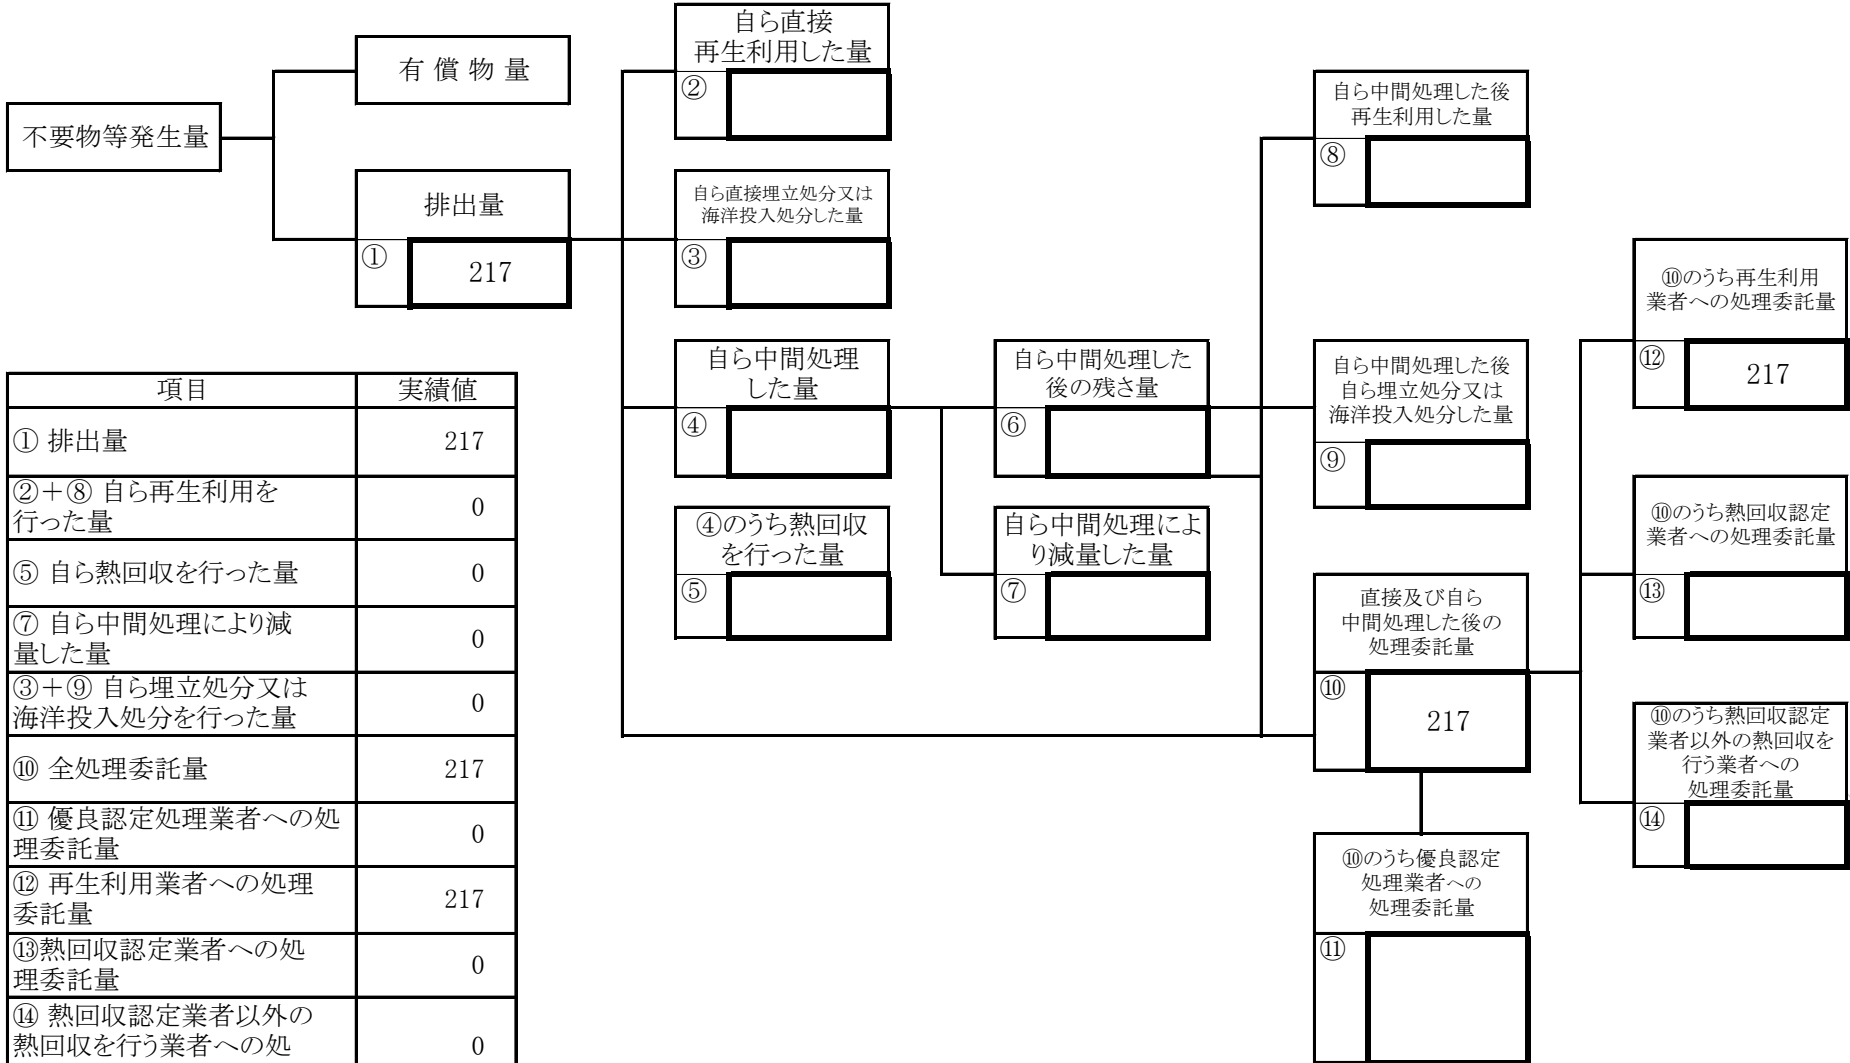 不要物等発生量
有 償 物 量
排出量
①
217
自ら直接
再生利用した量
②
自ら直接埋立処分又は
海洋投入処分した量
③
自ら中間処理
した量
④
④のうち熱回収
を行った量
⑤
自ら中間処理した
後の残さ量
⑥
自ら中間処理によ
り減量した量
⑦
自ら中間処理した後
再生利用した量
⑧
自ら中間処理した後
自ら埋立処分又は
海洋投入処分した量
⑨
直接及び自ら
中間処理した後の
処理委託量
⑩
217
⑩のうち優良認定
処理業者への
処理委託量
⑪
⑩のうち再生利用
業者への処理委託量
⑫
217
⑩のうち熱回収認定
業者への処理委託量
⑬
⑩のうち熱回収認定
業者以外の熱回収を
行う業者への
処理委託量
⑭
項目 実績値
① 排出量 217
②＋⑧ 自ら再生利用を
行った量 0
⑤ 自ら熱回収を行った量 0
⑦ 自ら中間処理により減
量した量 0
③＋⑨ 自ら埋立処分又は
海洋投入処分を行った量 0
⑩ 全処理委託量 217
⑪ 優良認定処理業者への処
理委託量 0
⑫ 再生利用業者への処理
委託量 217
⑬熱回収認定業者への処
理委託量 0
⑭ 熱回収認定業者以外の
熱回収を行う業者への処 0